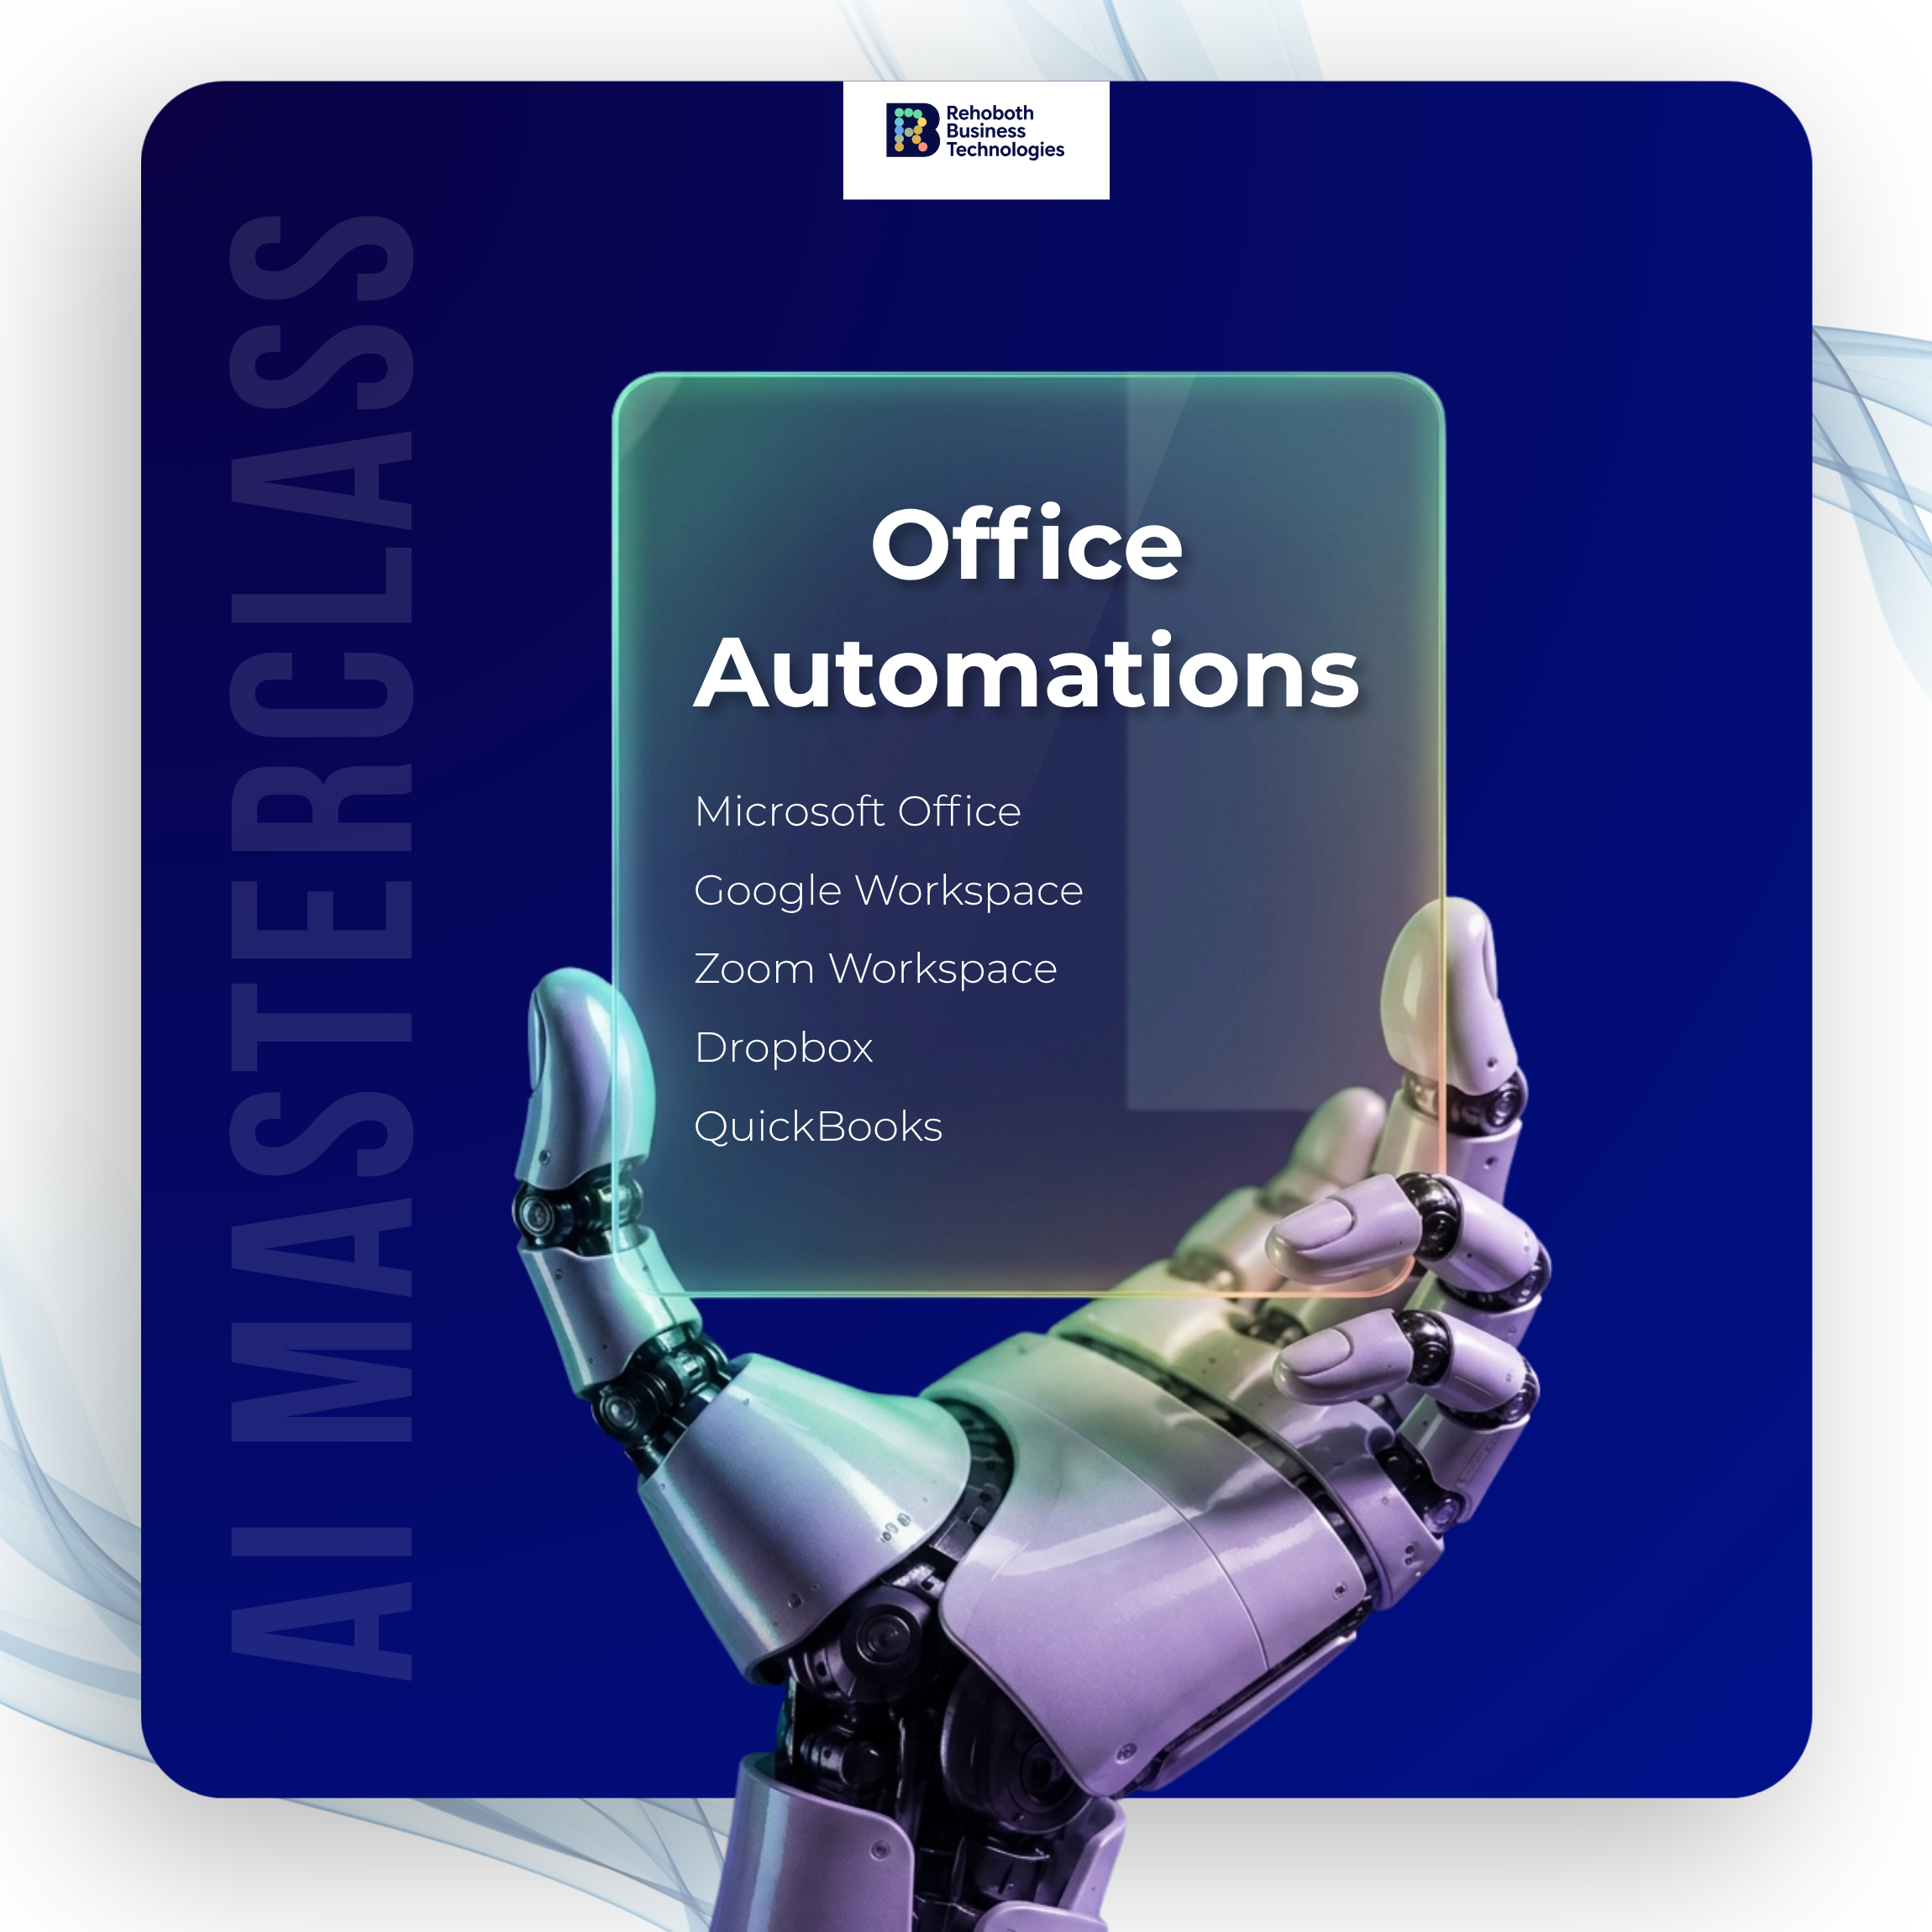 Rehoboth
Business
Technologies
AI MASTERCLASS
Office
Automations
Microsoft Office
Google Workspace
Zoom Workspace
Dropbox
QuickBooks